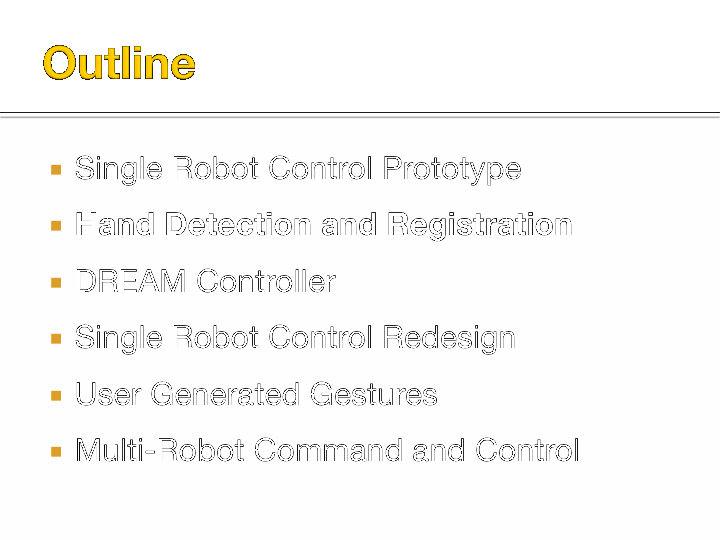 Outline
Single Robot Control Prototype
Hand Detection and Registration
DREAM Controller
Single Robot Control Redesign
User Generated Gestures
Multi-Robot Command and Control